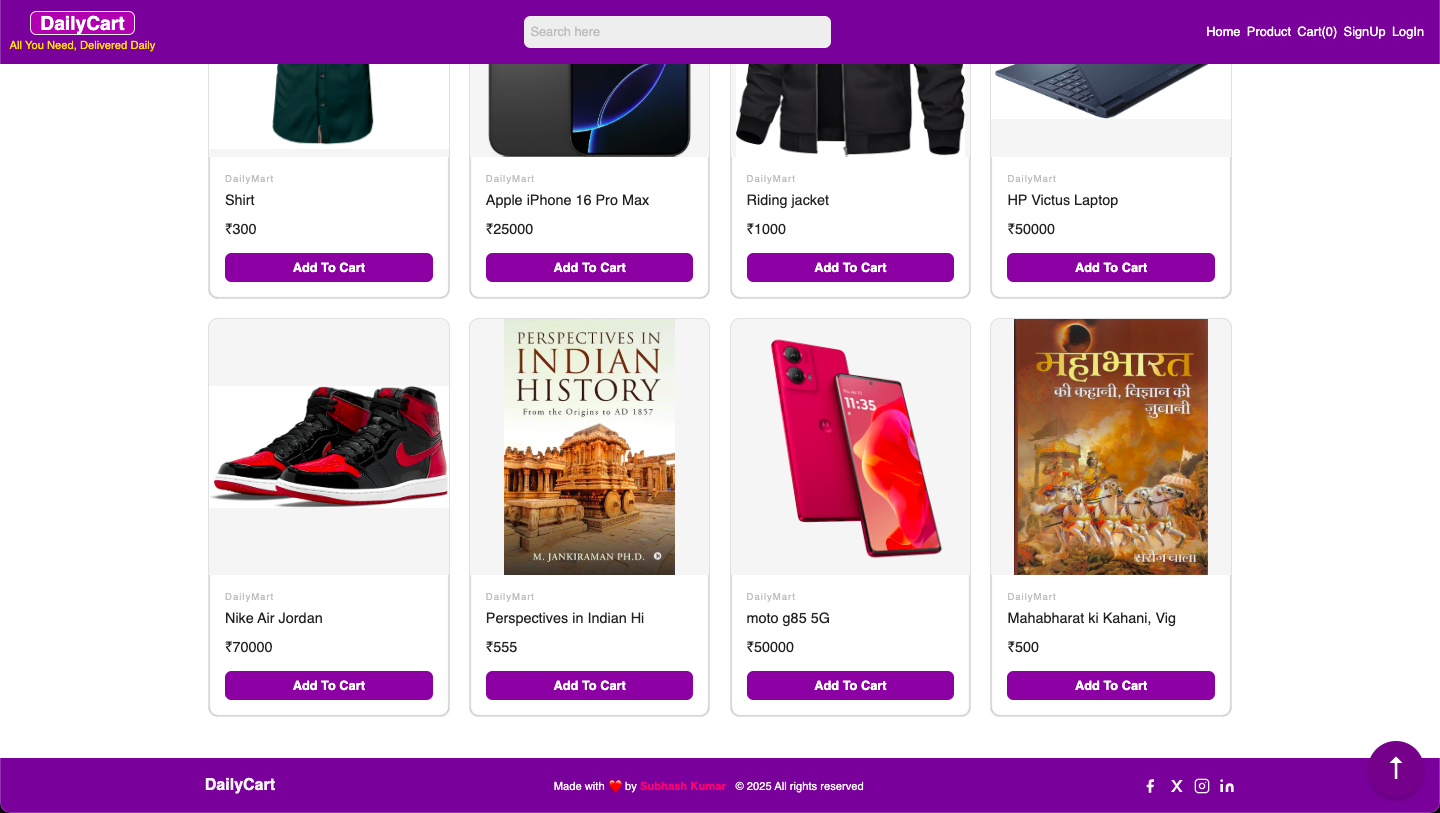 DailyCart
All You Need, Delivered Daily
Search here
Home Product Cart(0) SignUp LogIn
DailyMart
Shirt
₹300
Add To Cart
DailyMart
Apple iPhone 16 Pro Max
₹25000
Add To Cart
DailyMart
Riding jacket
₹1000
Add To Cart
DailyMart
HP Victus Laptop
₹50000
Add To Cart
DailyMart
Nike Air Jordan
₹70000
Add To Cart
PERSPECTIVES IN
INDIAN
HISTORY
From the Origins to AD 1857
M. JANKIRAMAN PH.D.
DailyMart
Perspectives in Indian Hi
₹555
Add To Cart
11:35
DailyMart
moto g85 5G
₹50000
Add To Cart
महाभारत
की कहानी, विज्ञान की
ज़ुबानी
सरोज बाला
DailyMart
Mahabharat ki Kahani, Vig
₹500
Add To Cart
DailyCart
Made with ❤️ by Subhash Kumar © 2025 All rights reserved